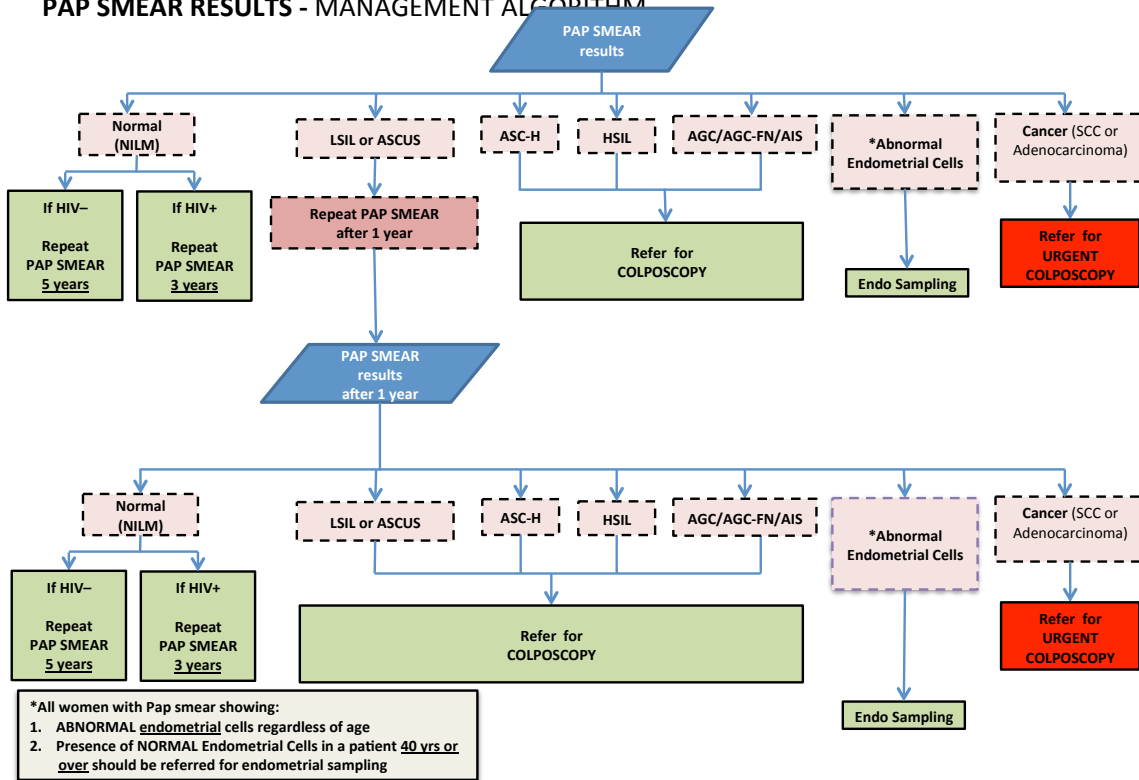 PAP SMEAR RESULTS - MANAGEMENT ALGORITHM
PAP SMEAR
results
Normal
(NILM)
LSIL or ASCUS
ASC-H
HSIL
AGC/AGC-FN/AIS
*Abnormal
Endometrial Cells
Cancer (SCC or
Adenocarcinoma)
If HIV–
Repeat
PAP SMEAR
5 years
If HIV+
Repeat
PAP SMEAR
3 years
Repeat PAP SMEAR
after 1 year
Refer for
COLPOSCOPY
Endo Sampling
Refer for
URGENT
COLPOSCOPY
PAP SMEAR
results
after 1 year
Normal
(NILM)
LSIL or ASCUS
ASC-H
HSIL
AGC/AGC-FN/AIS
*Abnormal
Endometrial Cells
Cancer (SCC or
Adenocarcinoma)
If HIV–
Repeat
PAP SMEAR
5 years
If HIV+
Repeat
PAP SMEAR
3 years
Refer for
COLPOSCOPY
Endo Sampling
Refer for
URGENT
COLPOSCOPY
*All women with Pap smear showing:
1. ABNORMAL endometrial cells regardless of age
2. Presence of NORMAL Endometrial Cells in a patient 40 yrs or
over should be referred for endometrial sampling